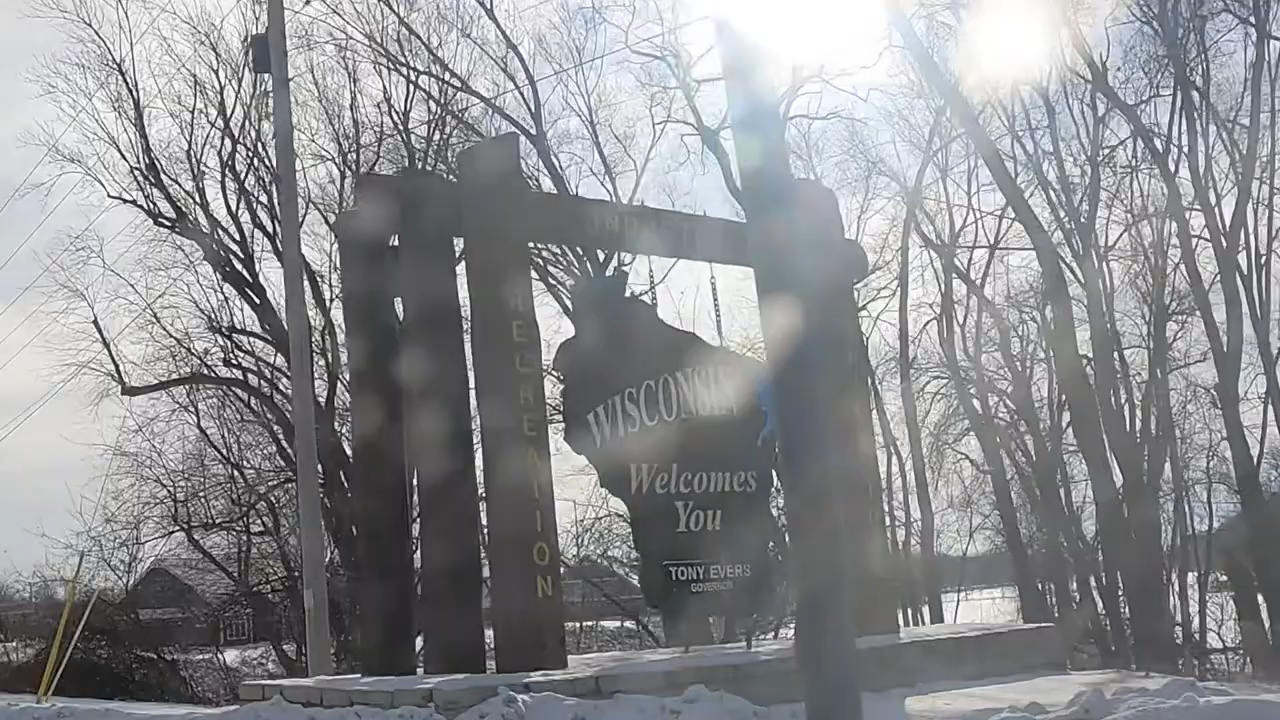 RECREATION
WISCONSIN
Welcomes
You
TONY EVERS
GOVERNOR